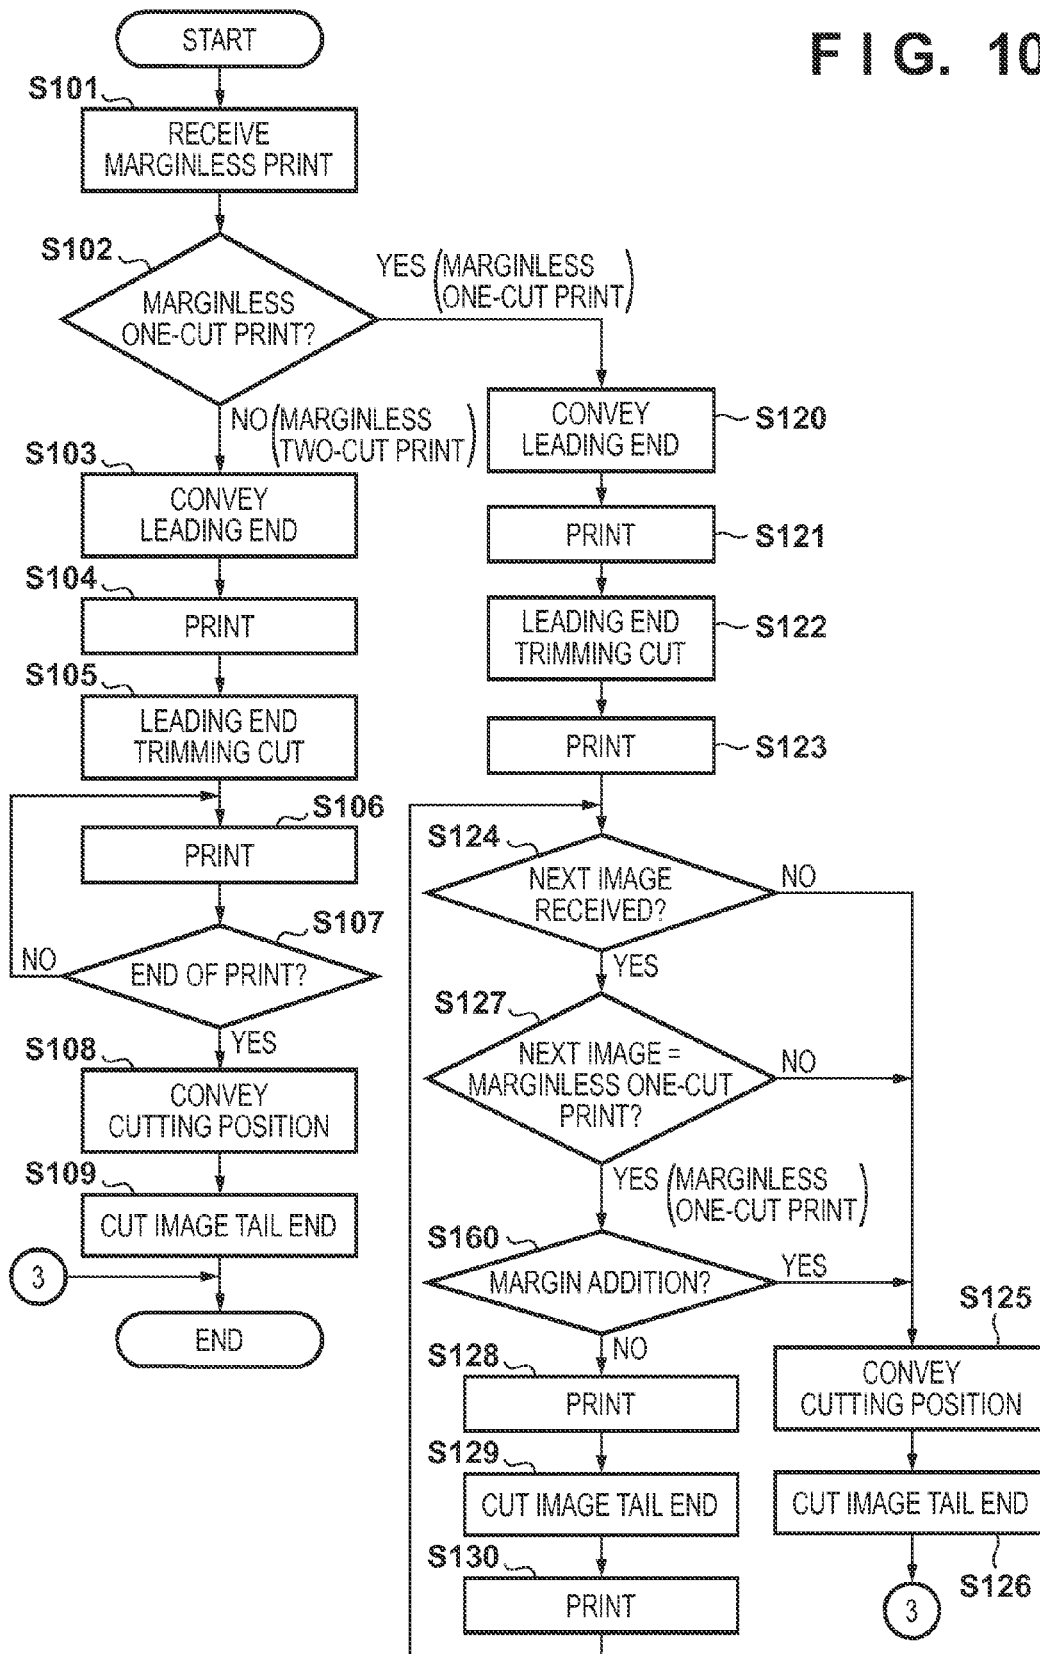 FIG. 10
START
S101
RECEIVE
MARGINLESS PRINT
S102
MARGINLESS
ONE-CUT PRINT?
YES (MARGINLESS
ONE-CUT PRINT)
NO (MARGINLESS
TWO-CUT PRINT)
S103
CONVEY
LEADING END
S104
PRINT
S105
LEADING END
TRIMMING CUT
S106
PRINT
S107
END OF PRINT?
NO
YES
S108
CONVEY
CUTTING POSITION
S109
CUT IMAGE TAIL END
3
END
CONVEY
LEADING END
S120
PRINT
S121
LEADING END
TRIMMING CUT
S122
PRINT
S123
S124
NEXT IMAGE
RECEIVED?
NO
YES
S127
NEXT IMAGE =
MARGINLESS ONE-CUT
PRINT?
NO
YES (MARGINLESS
ONE-CUT PRINT)
S160
MARGIN ADDITION?
YES
NO
S128
PRINT
S129
CUT IMAGE TAIL END
S130
PRINT
S125
CONVEY
CUTTING POSITION
CUT IMAGE TAIL END
S126
3